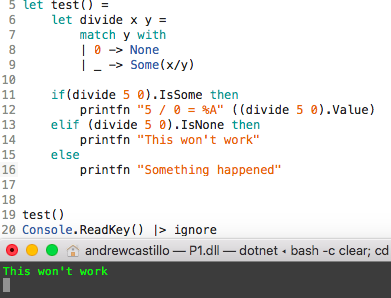 5 let test() =
6     let divide x y =
7         match y with
8         | 0 -> None
9         | _ -> Some(x/y)
10
11     if(divide 5 0).IsSome then
12         printfn "5 / 0 = %A" ((divide 5 0).Value)
13     elif (divide 5 0).IsNone then
14         printfn "This won't work"
15     else
16         printfn "Something happened"
17
18
19 test()
20 Console.ReadKey() |> ignore
andrewcastillo — P1.dll — dotnet ◂ bash -c clear; cd
This won't work